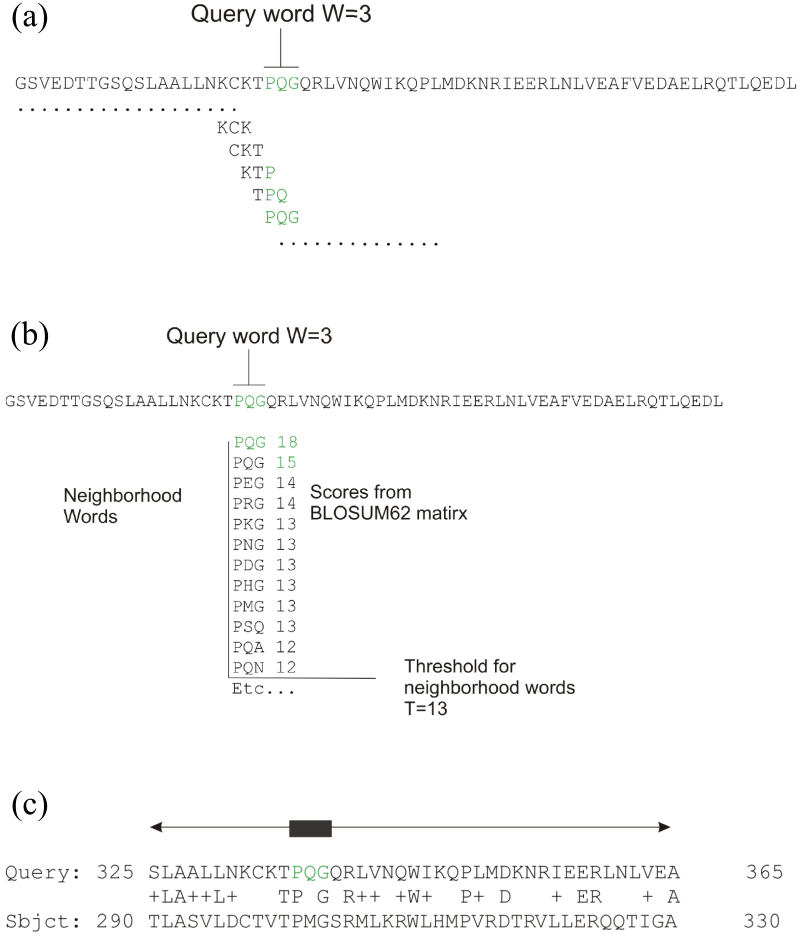 (a)
Query word W=3
GSVEDTTGSQSLAALLNKCKTPQGQRLVNQWIKQPLMDKNRIEERLNLVEAFVEDAELRQTLQEDL
...................
KCK
CKT
KTP
TPQ
PQG
..............
(b)
Query word W=3
GSVEDTTGSQSLAALLNKCKTPQGQRLVNQWIKQPLMDKNRIEERLNLVEAFVEDAELRQTLQEDL
Neighborhood
Words
PQG 18
PQG 15
PEG 14
PRG 14
PKG 13
PNG 13
PDG 13
PHG 13
PMG 13
PSQ 13
PQA 12
PQN 12
Etc...
Scores from
BLOSUM62 matirx
Threshold for
neighborhood words
T=13
(c)
Query: 325 SLAALLNKCKTPQGQRLVNQWIKQPLMDKNRIEERLNLVEA 365
+LA++L+ TP G R++ +W+ P+ D + ER + A
Sbjct: 290 TLASVLDCTVTPMGSRMLKRWLHMPVRDTRVLLERQQTIGA 330